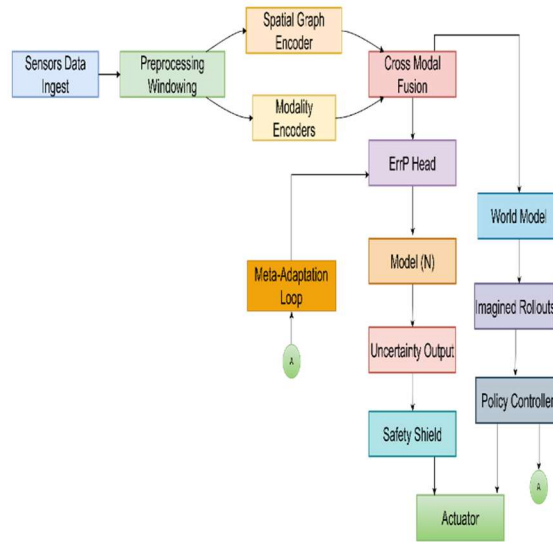 Spatial Graph
Encoder
Sensors Data
Ingest
Preprocessing
Windowing
Cross Modal
Fusion
Modality
Encoders
ErrP Head
World Model
Meta-Adaptation
Loop
Model (N)
Imagined Rollouts
Uncertainty Output
A
Policy Controller
Safety Shield
A
Actuator